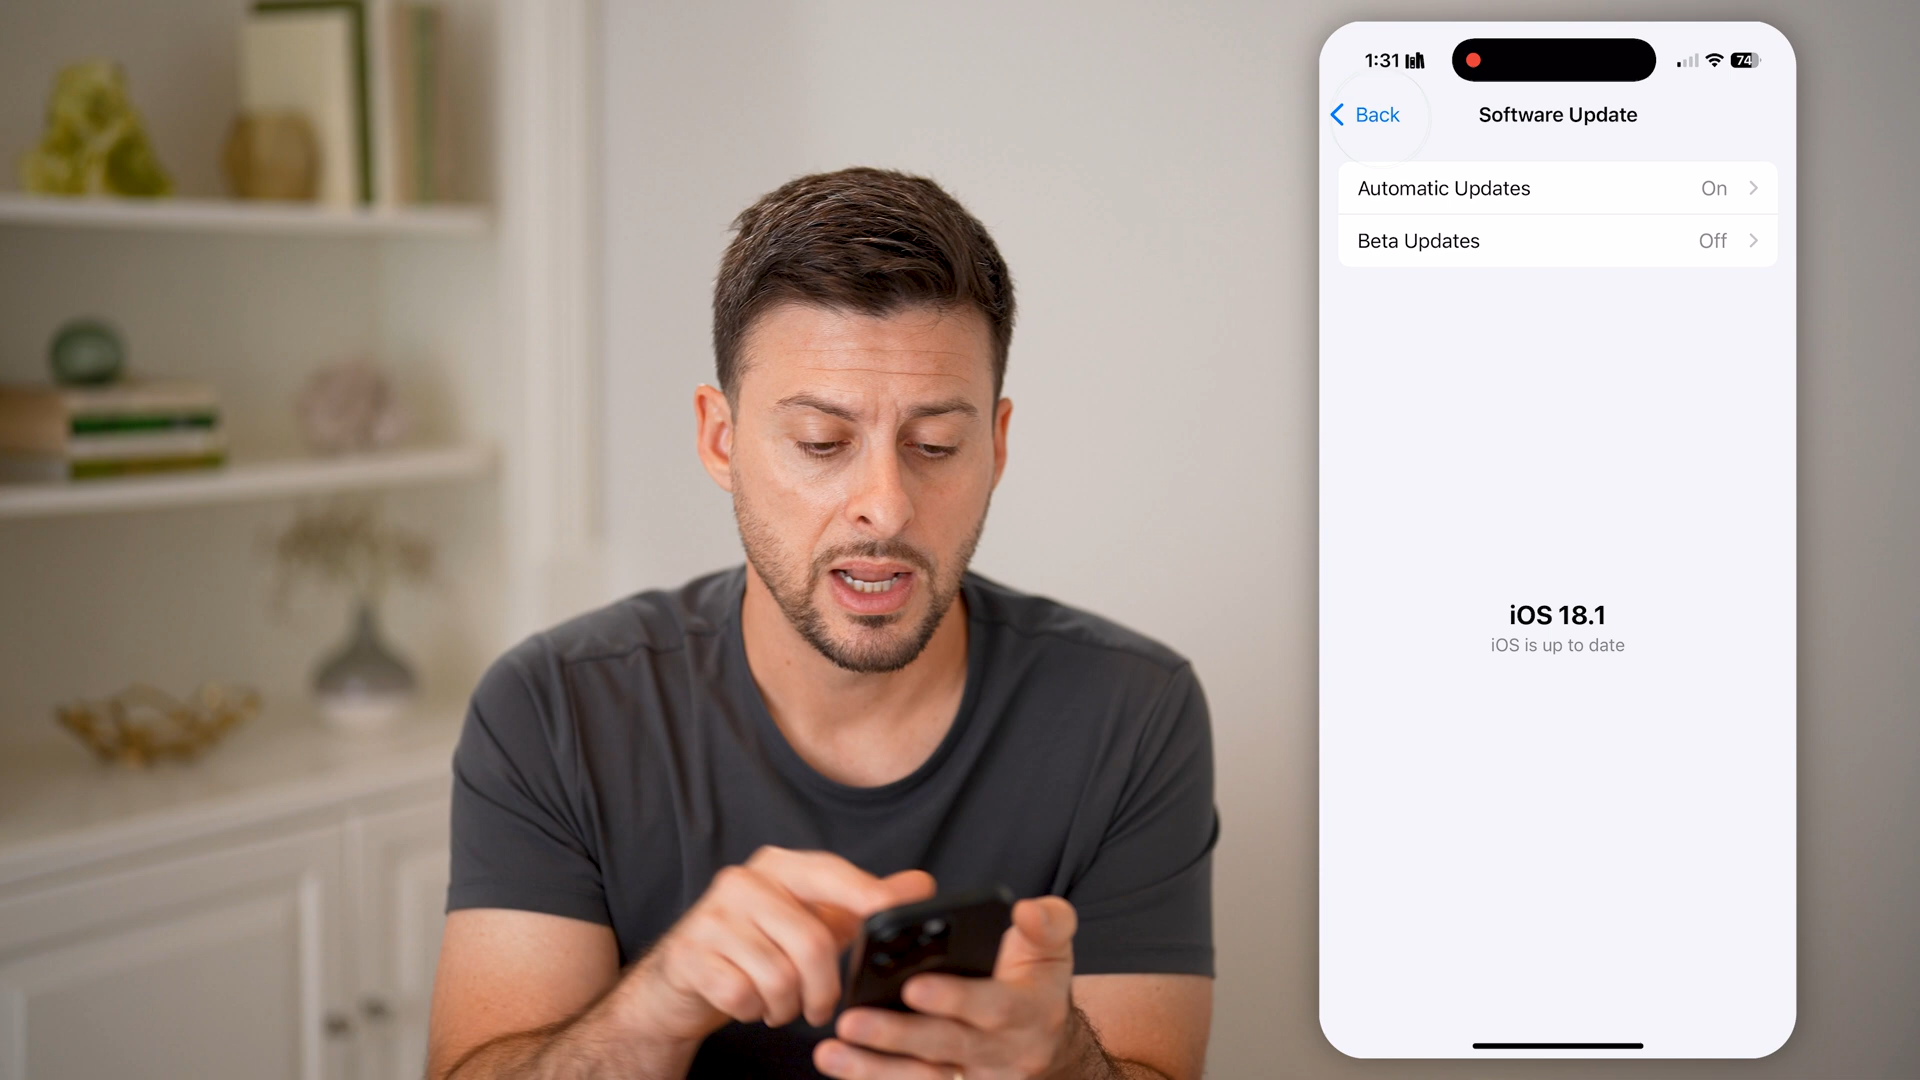 1:31
74
Back
Software Update
Automatic Updates On
Beta Updates Off
iOS 18.1
iOS is up to date